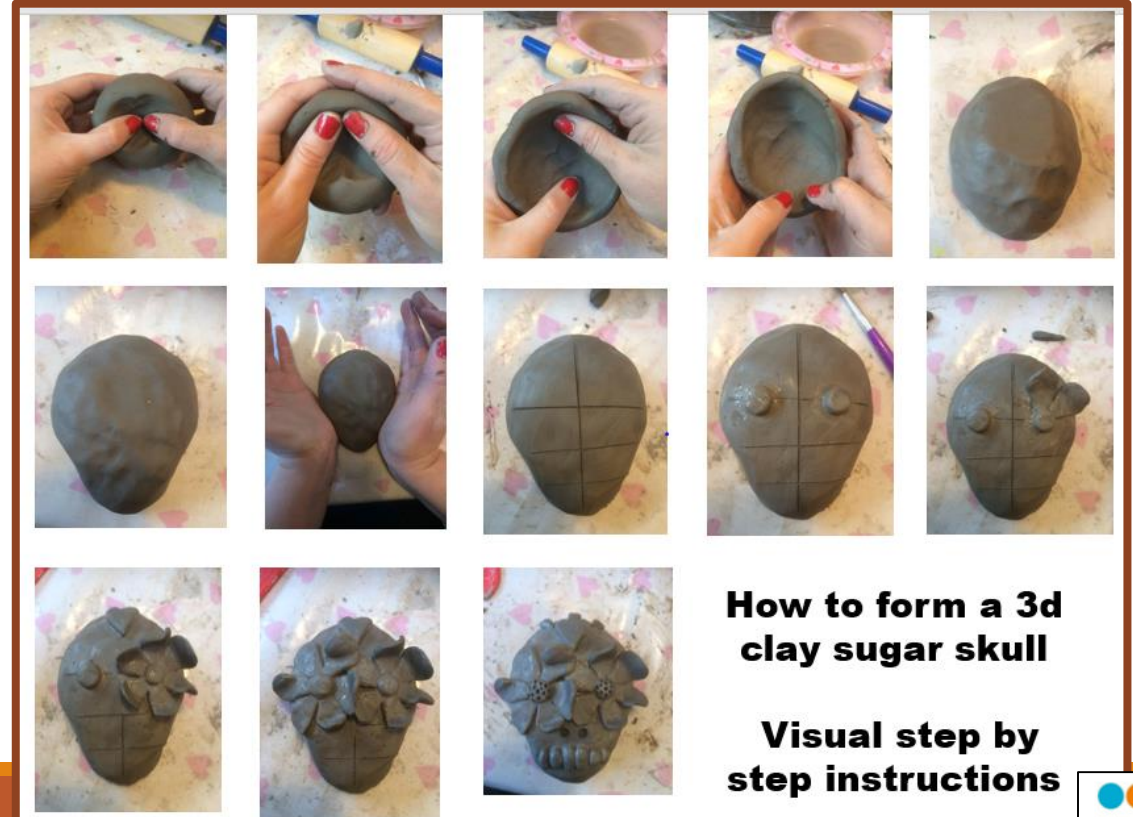 How to form a 3d
clay sugar skull
Visual step by
step instructions